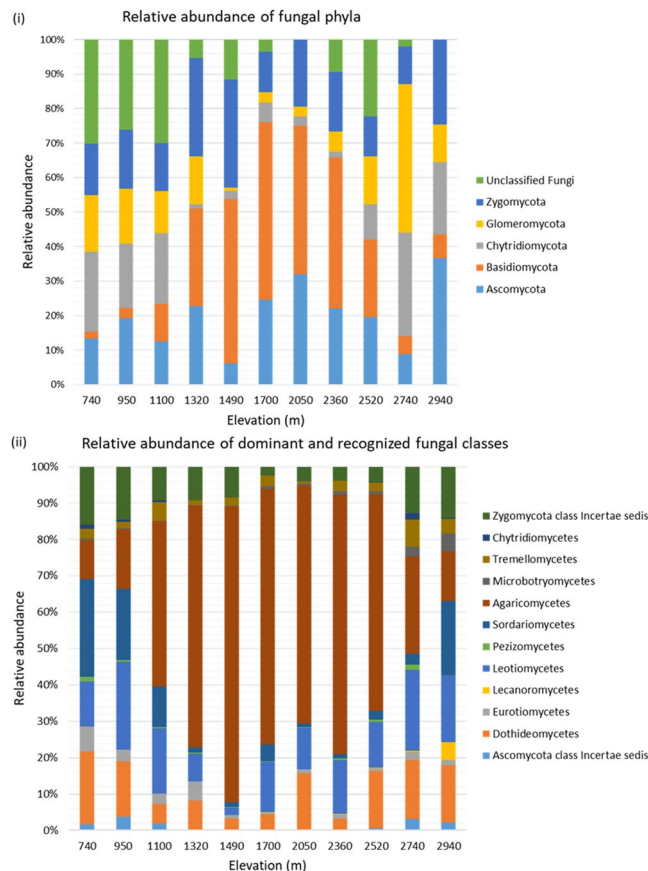 (i)
Relative abundance of fungal phyla
100%
90%
80%
70%
60%
50%
40%
30%
20%
10%
0%
Relative abundance
740 950 1100 1320 1490 1700 2050 2360 2520 2740 2940
Elevation (m)
Unclassified Fungi
Zygomycota
Glomeromycota
Chytridiomycota
Basidiomycota
Ascomycota
(ii)
Relative abundance of dominant and recognized fungal classes
100%
90%
80%
70%
60%
50%
40%
30%
20%
10%
0%
Relative abundance
740 950 1100 1320 1490 1700 2050 2360 2520 2740 2940
Elevation (m)
Zygomycota class Incertae sedis
Chytridiomycetes
Tremellomycetes
Microbotryomycetes
Agaricomycetes
Sordariomycetes
Pezizomycetes
Leotiomycetes
Lecanoromycetes
Eurotiomycetes
Dothideomycetes
Ascomycota class Incertae sedis